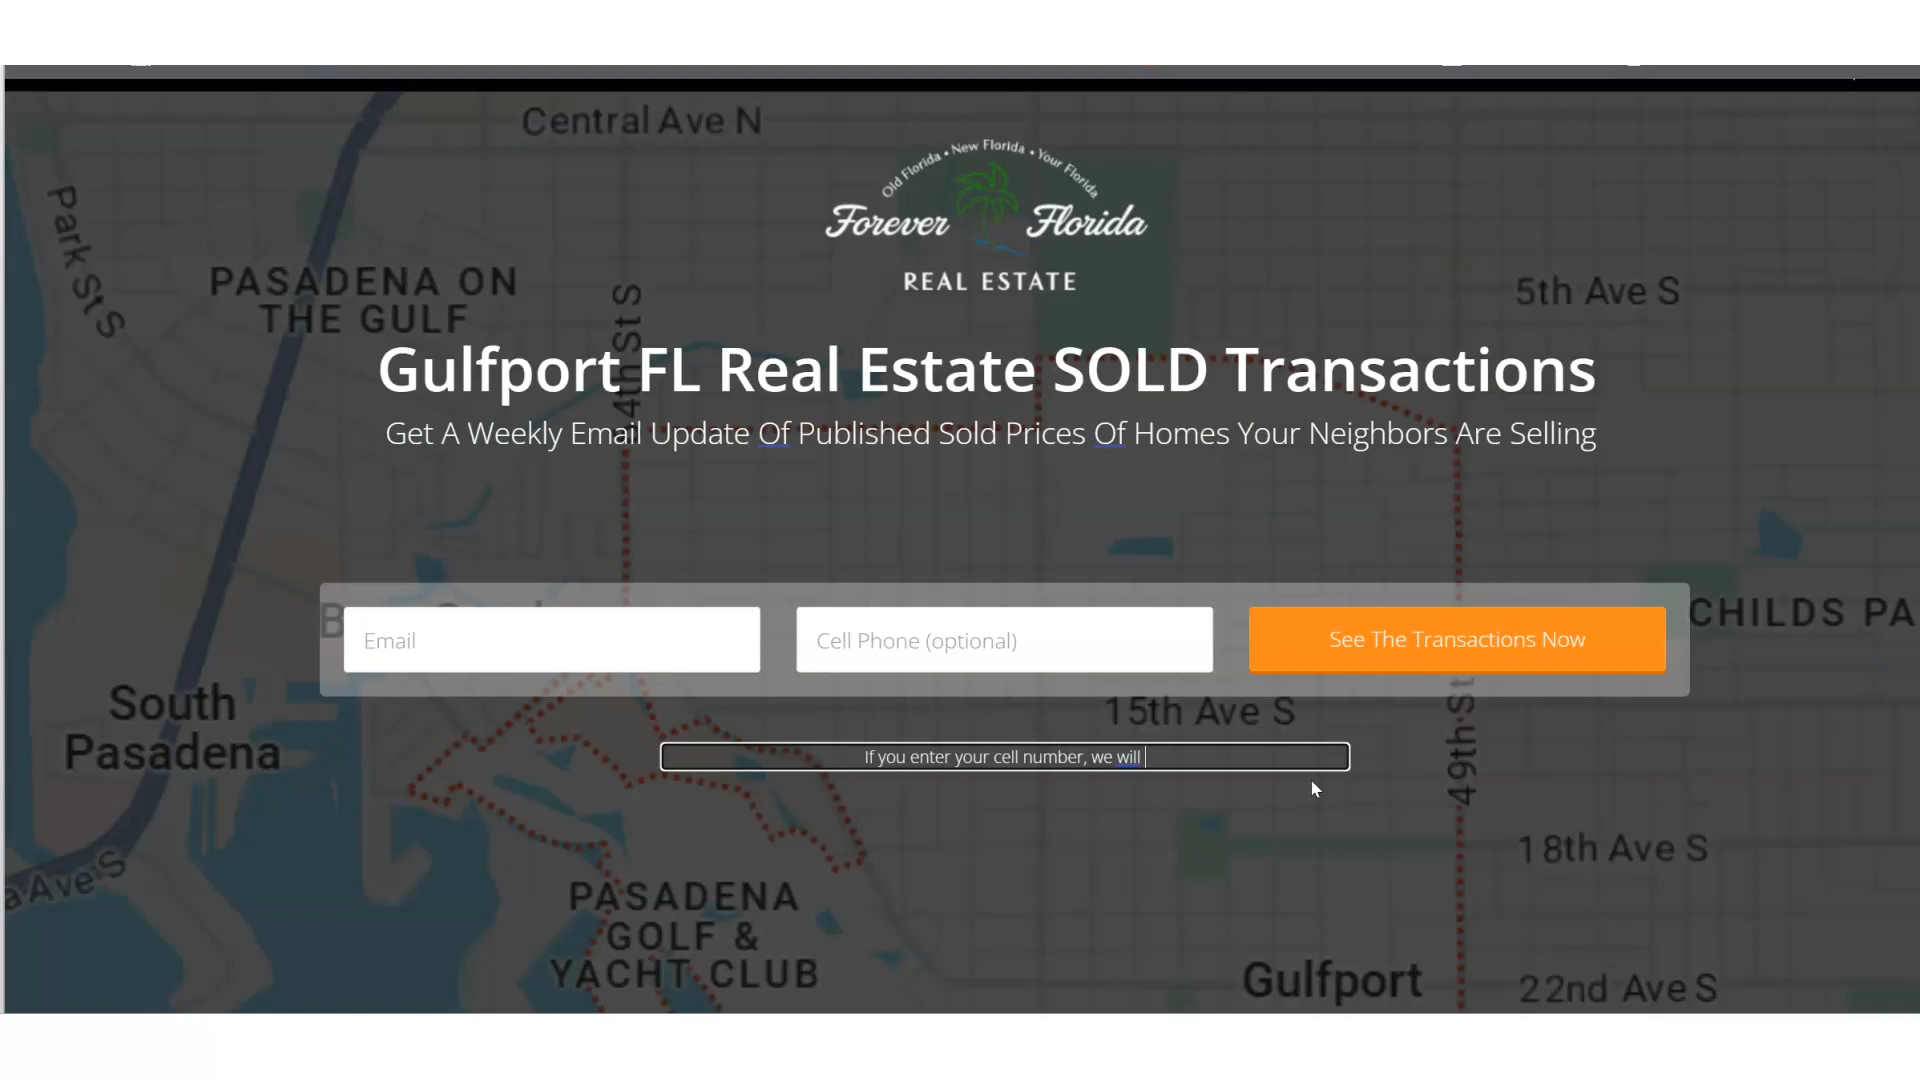 Central Ave N
Old Florida • New Florida • Your Florida
Forever Florida
REAL ESTATE
Park St S
PASADENA ON
THE GULF
5th Ave S
Gulfport FL Real Estate SOLD Transactions
Get A Weekly Email Update Of Published Sold Prices Of Homes Your Neighbors Are Selling
Email
Cell Phone (optional)
See The Transactions Now
CHILDS PA
South
Pasadena
15th Ave S
49th St
If you enter your cell number, we will
18th Ave S
a Ave S
PASADENA
GOLF &
YACHT CLUB
Gulfport
22nd Ave S